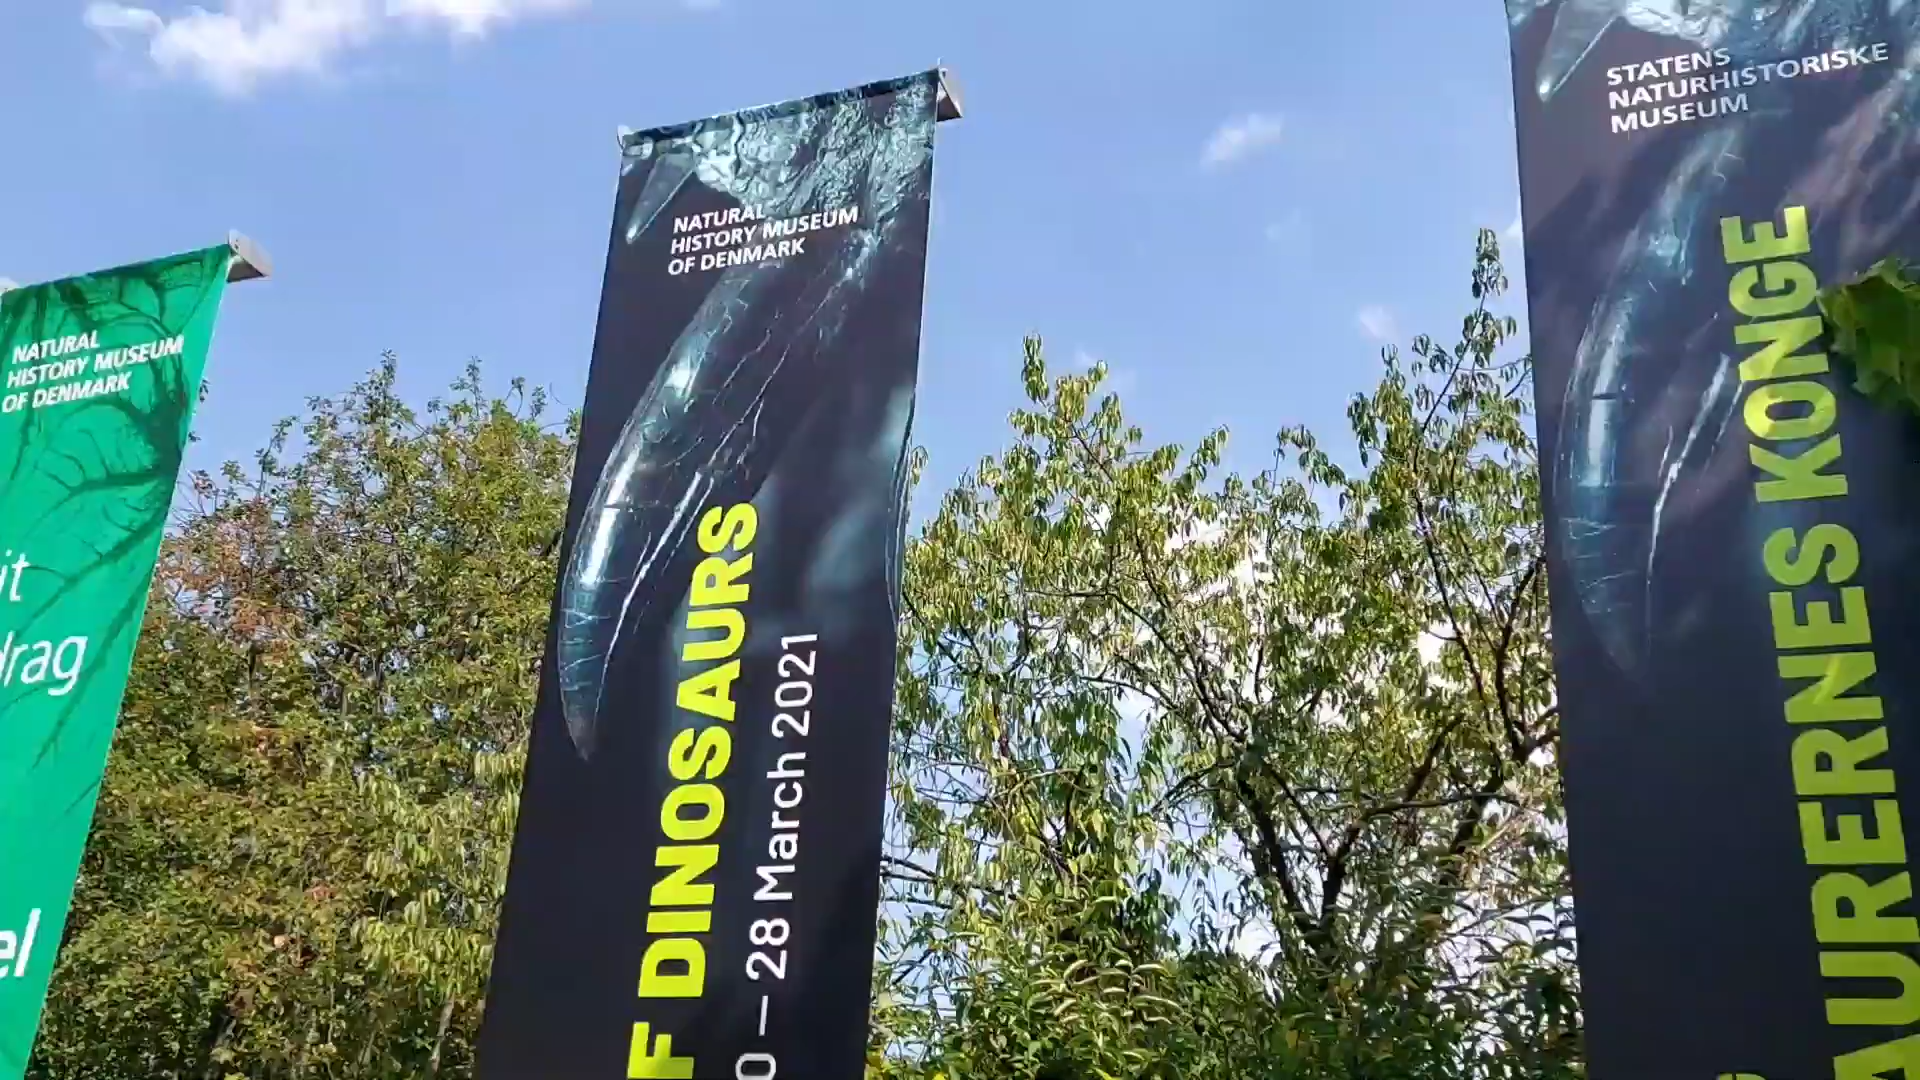 NATURAL
HISTORY MUSEUM
OF DENMARK
it
drag
el
NATURAL
HISTORY MUSEUM
OF DENMARK
F DINOSAURS
0 – 28 March 2021
STATENS
NATURHISTORISKE
MUSEUM
AURERNES KONGE